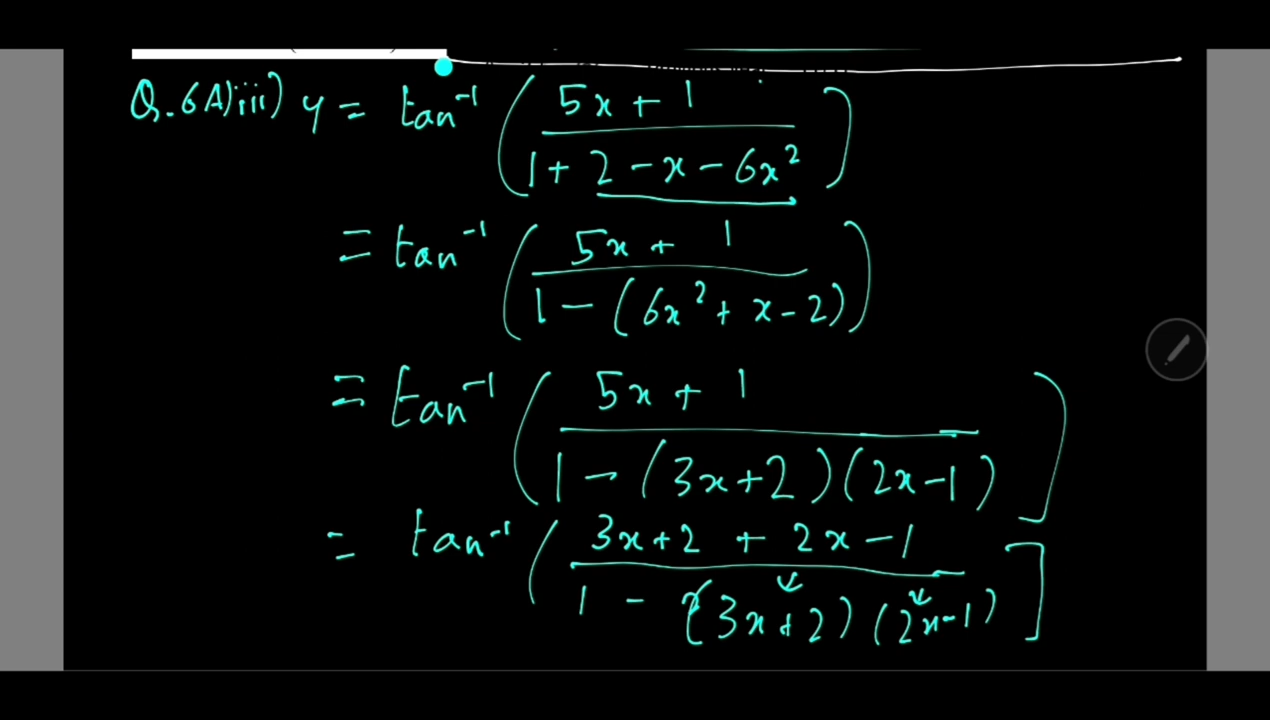 Q.6A)iii) y = tan⁻¹ ( 5x + 1 / 1 + 2 - x - 6x² )
= tan⁻¹ ( 5x + 1 / 1 - (6x² + x - 2) )
= tan⁻¹ ( 5x + 1 / 1 - (3x+2)(2x-1) ]
= tan⁻¹ ( 3x+2 + 2x-1 / 1 - (3x+2)(2x-1) ]